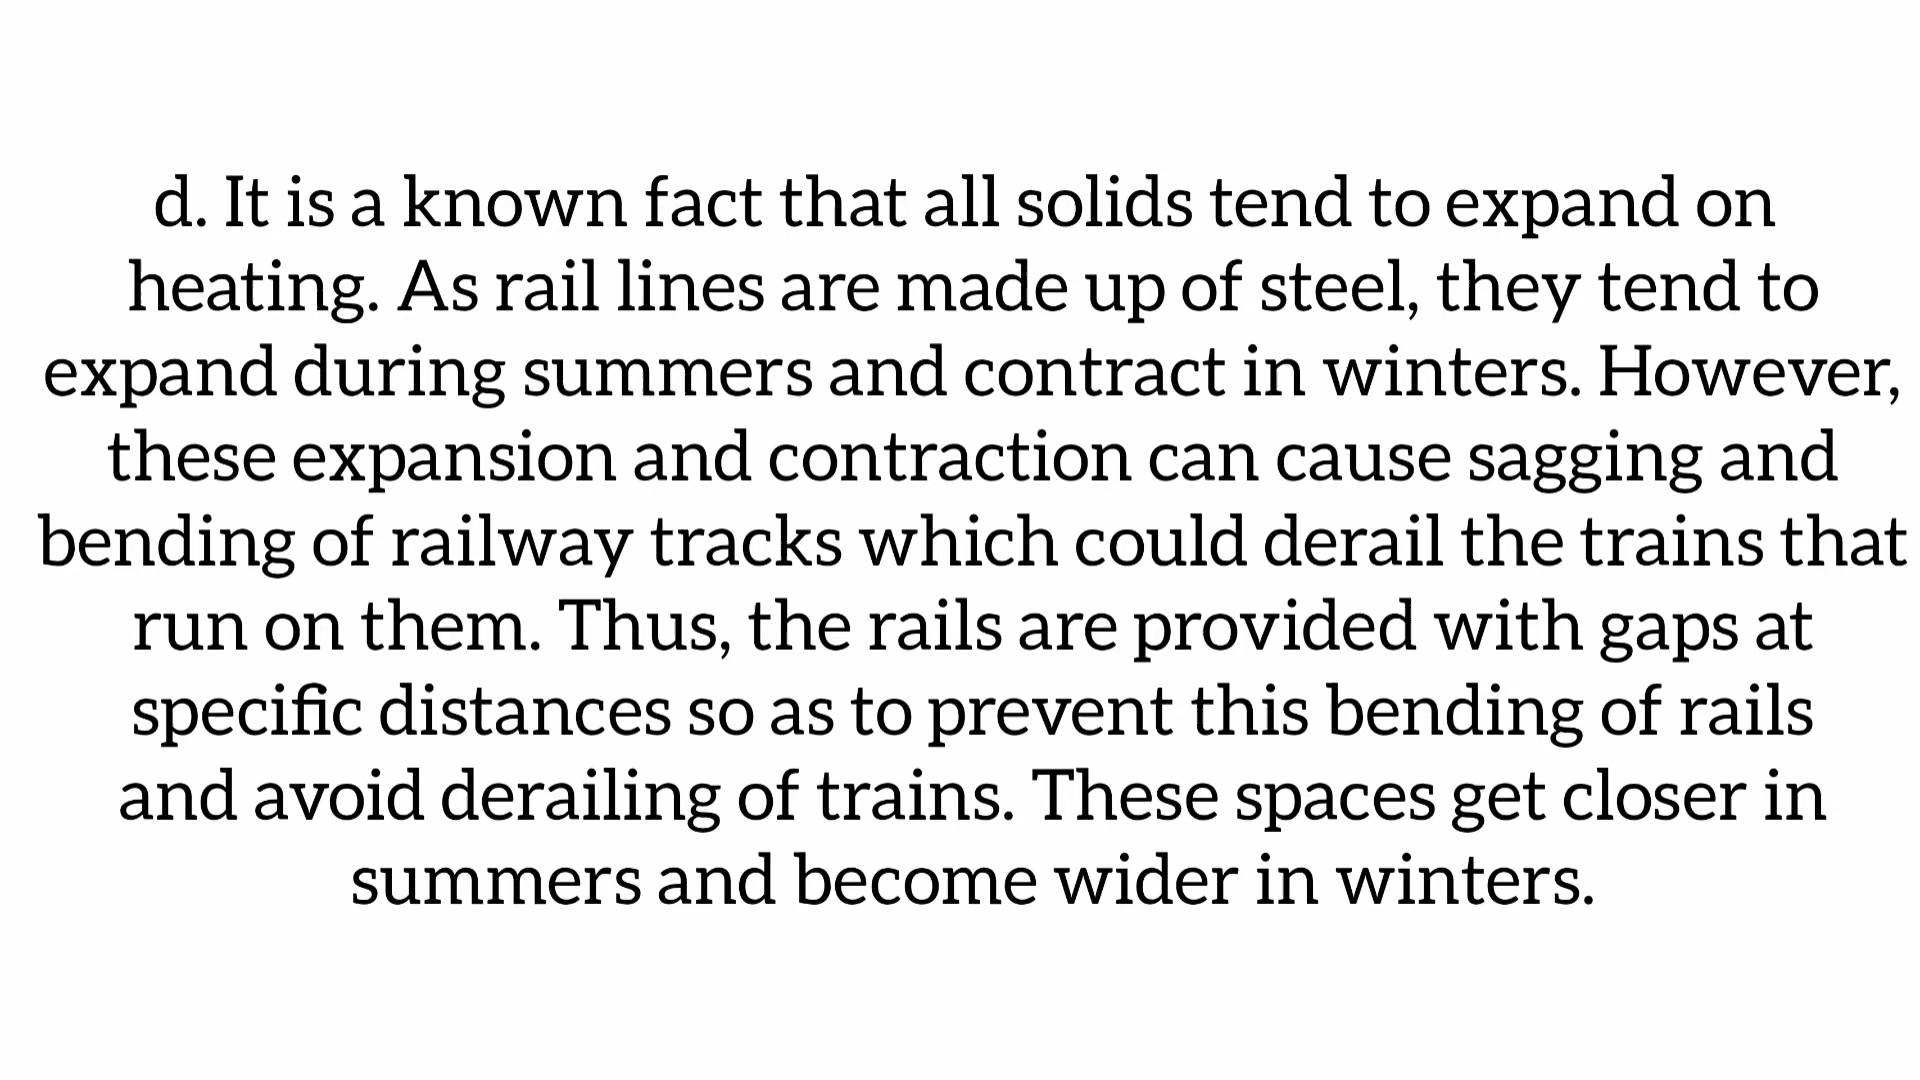 d. It is a known fact that all solids tend to expand on
heating. As rail lines are made up of steel, they tend to
expand during summers and contract in winters. However,
these expansion and contraction can cause sagging and
bending of railway tracks which could derail the trains that
run on them. Thus, the rails are provided with gaps at
specific distances so as to prevent this bending of rails
and avoid derailing of trains. These spaces get closer in
summers and become wider in winters.